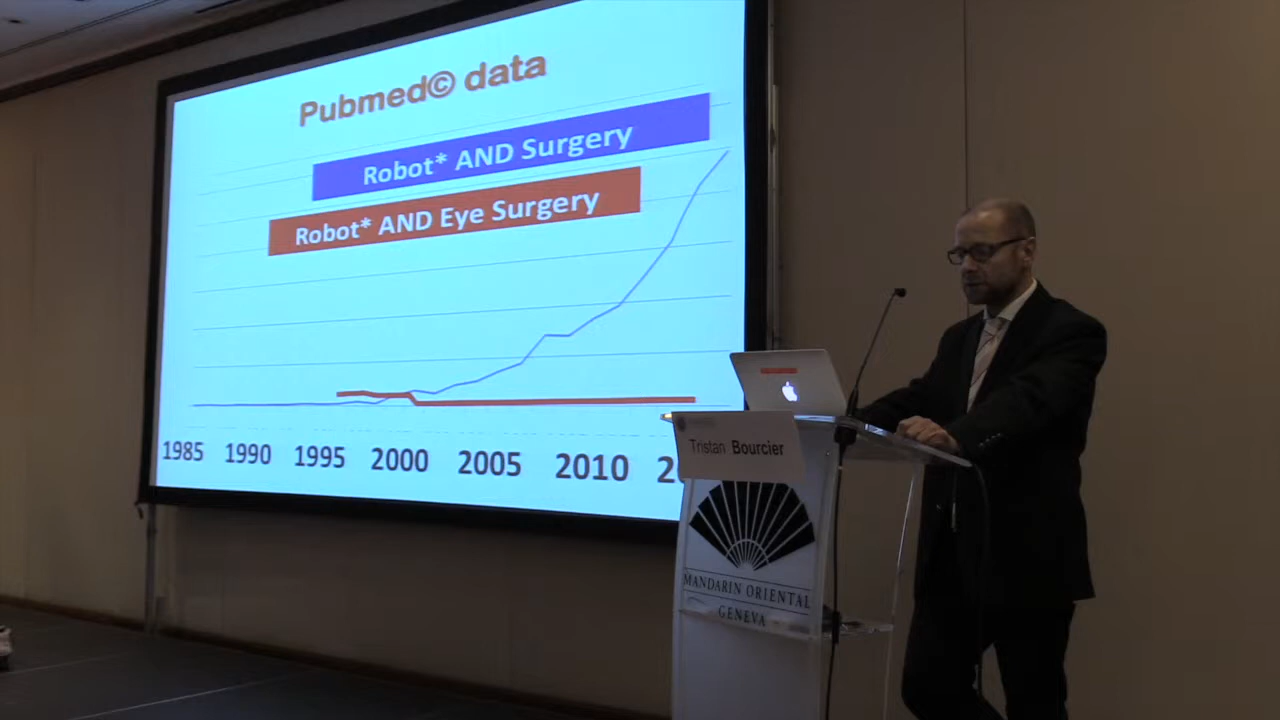 Pubmed© data
Robot* AND Surgery
Robot* AND Eye Surgery
1985 1990 1995 2000 2005 2010
Tristan Bourcier
MANDARIN ORIENTAL
GENEVA